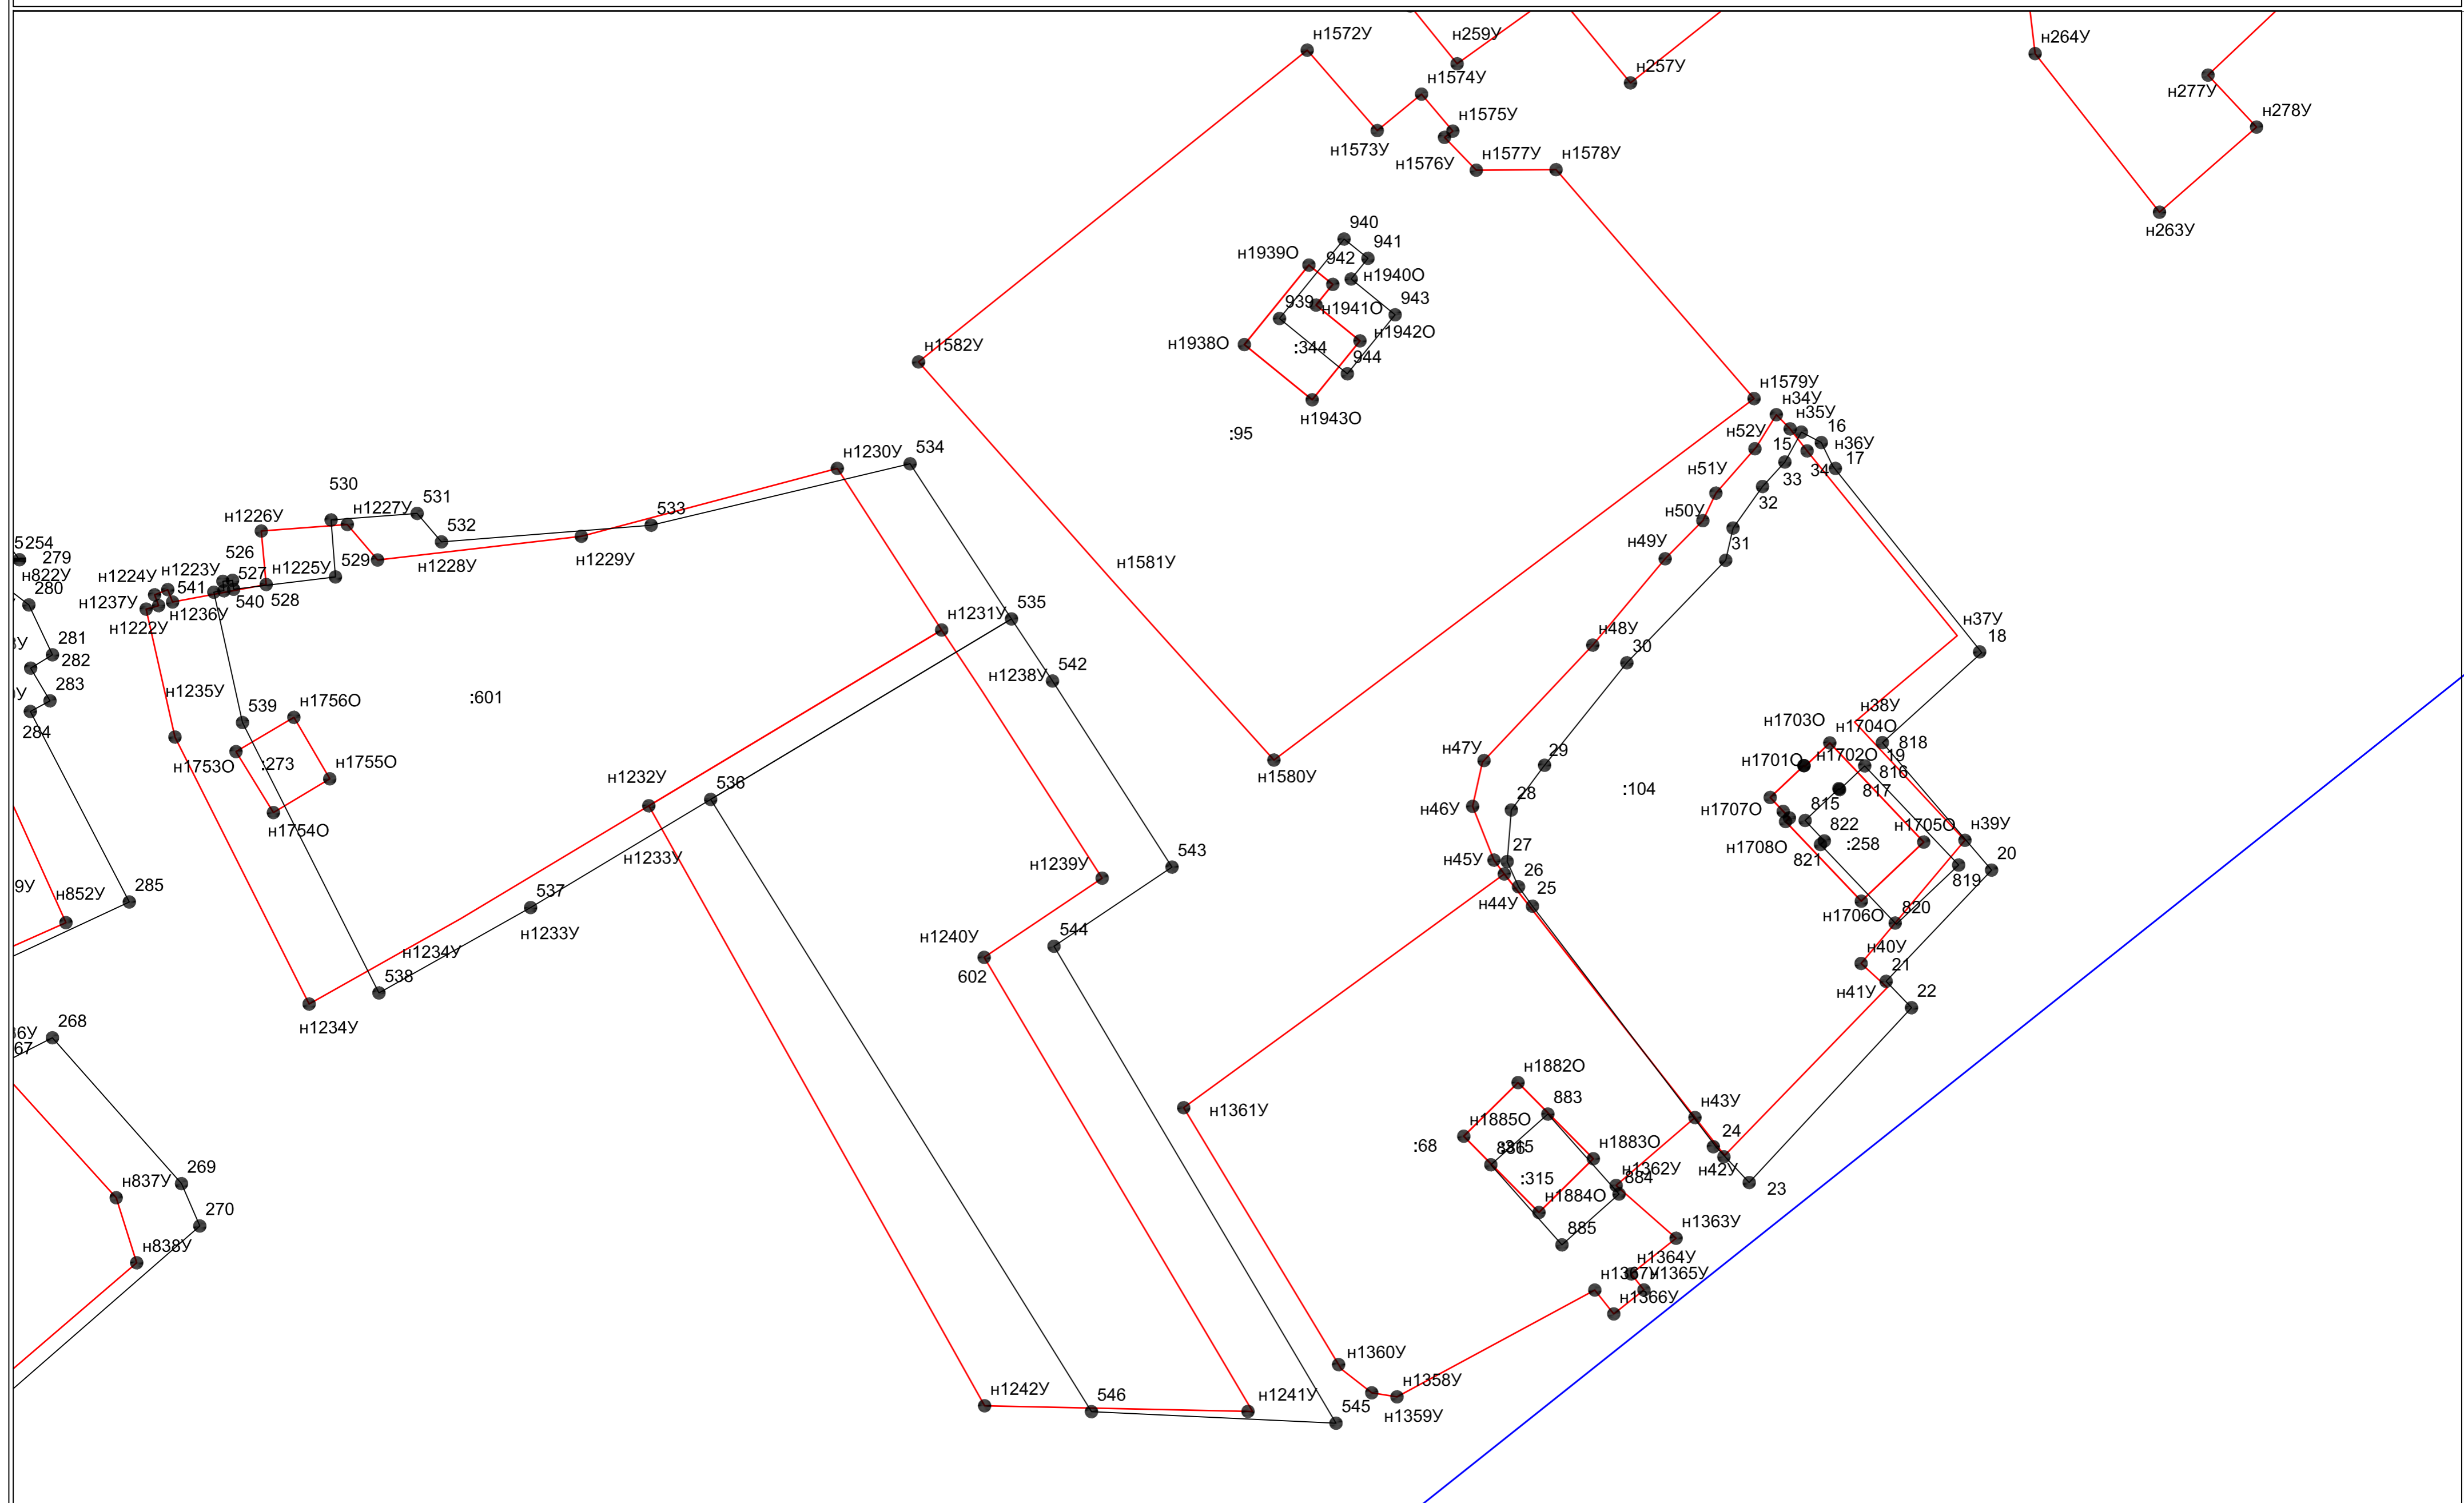 н1572У
н259У
н264У
н257У
н1574У
н277У
н278У
н1575У
н1573У
н1576У
н1577У
н1578У
940
н263У
941
н1939О
942
н1940О
939
943
н1941О
н1942О
н1582У
н1938О
:344
944
н1579У
н34У
н1943О
н35У
16
:95
н52У
15
н36У
н1230У
534
17
34
н51У
33
530
531
32
н1226У
н1227У
н50У
533
532
5254
279
526
н49У
31
н1223У
н1229У
н1581У
н1224У
527
н1225У
529
н1228У
н822У
280
541
н1237У
540
528
н1236У
535
н1231У
н37У
н1222У
н48У
18
281
30
282
542
н1238У
283
н1235У
:601
н1756О
539
н38У
н1703О
н1704О
284
818
29
19
н1702О
н1701О
н1753О
:273
н1755О
н47У
816
н1232У
н1580У
:104
817
536
28
815
н1707О
н46У
822
н1705О
н39У
н1754О
:258
н1708О
27
20
н1233У
н45У
543
821
н1239У
26
819
9У
285
н852У
25
537
н44У
820
н1706О
н1233У
544
н1240У
н40У
н1234У
21
602
538
н41У
22
268
н1234У
67
н1882О
883
н43У
н1361У
н1885О
24
:68
886
:315
н1883О
269
н1362У
н42У
н837У
:315
884
23
н1884О
270
885
н1363У
н838У
н1364У
н1367У
н1365У
н1366У
н1360У
н1358У
н1242У
546
н1241У
545
н1359У